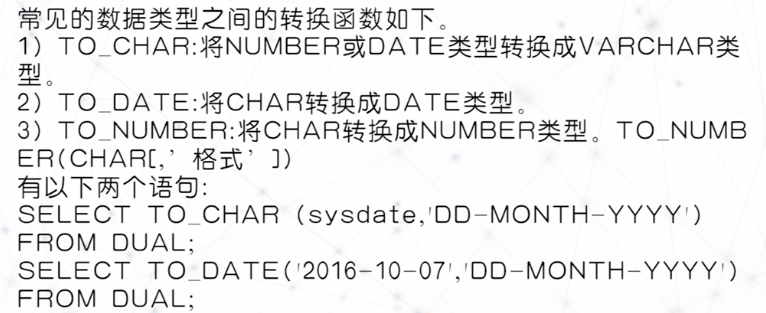 常见的数据类型之间的转换函数如下。
1）TO_CHAR:将NUMBER或DATE类型转换成VARCHAR类
型。
2）TO_DATE:将CHAR转换成DATE类型。
3）TO_NUMBER:将CHAR转换成NUMBER类型。TO_NUMB
ER(CHAR[,’格式’])
有以下两个语句:
SELECT TO_CHAR (sysdate,'DD-MONTH-YYYY')
FROM DUAL;
SELECT TO_DATE('2016-10-07','DD-MONTH-YYYY')
FROM DUAL;